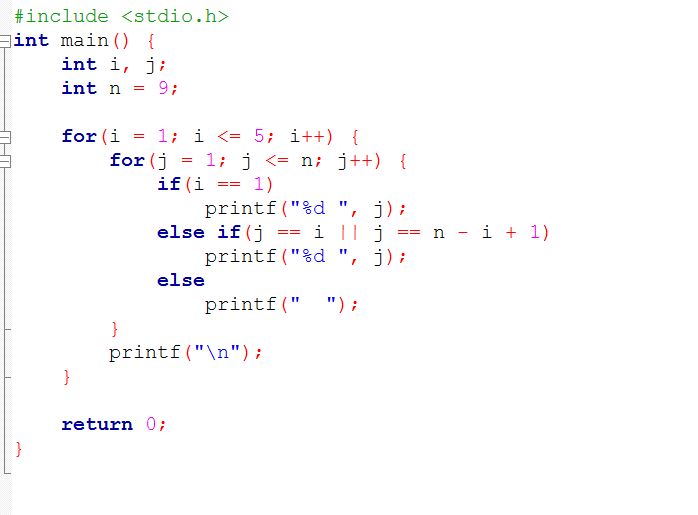 #include <stdio.h>
int main() {
    int i, j;
    int n = 9;

    for(i = 1; i <= 5; i++) {
        for(j = 1; j <= n; j++) {
            if(i == 1)
                printf("%d ", j);
            else if(j == i || j == n - i + 1)
                printf("%d ", j);
            else
                printf("  ");
        }
        printf("\n");
    }

    return 0;
}